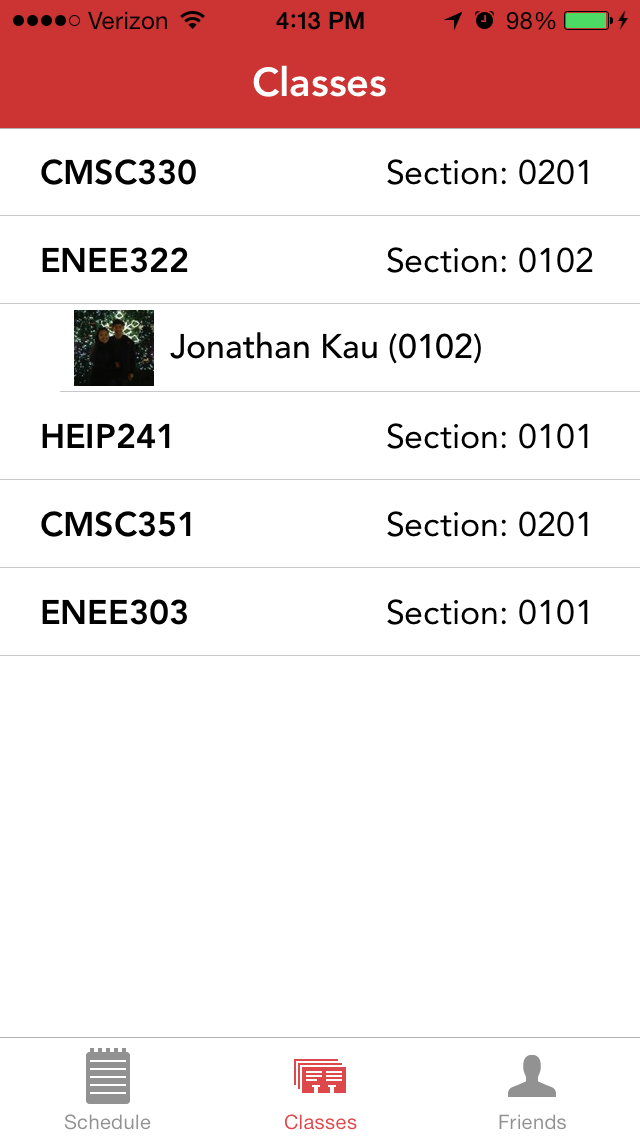 Verizon 4:13 PM 98%
Classes
CMSC330 Section: 0201
ENEE322 Section: 0102
Jonathan Kau (0102)
HEIP241 Section: 0101
CMSC351 Section: 0201
ENEE303 Section: 0101
Schedule Classes Friends